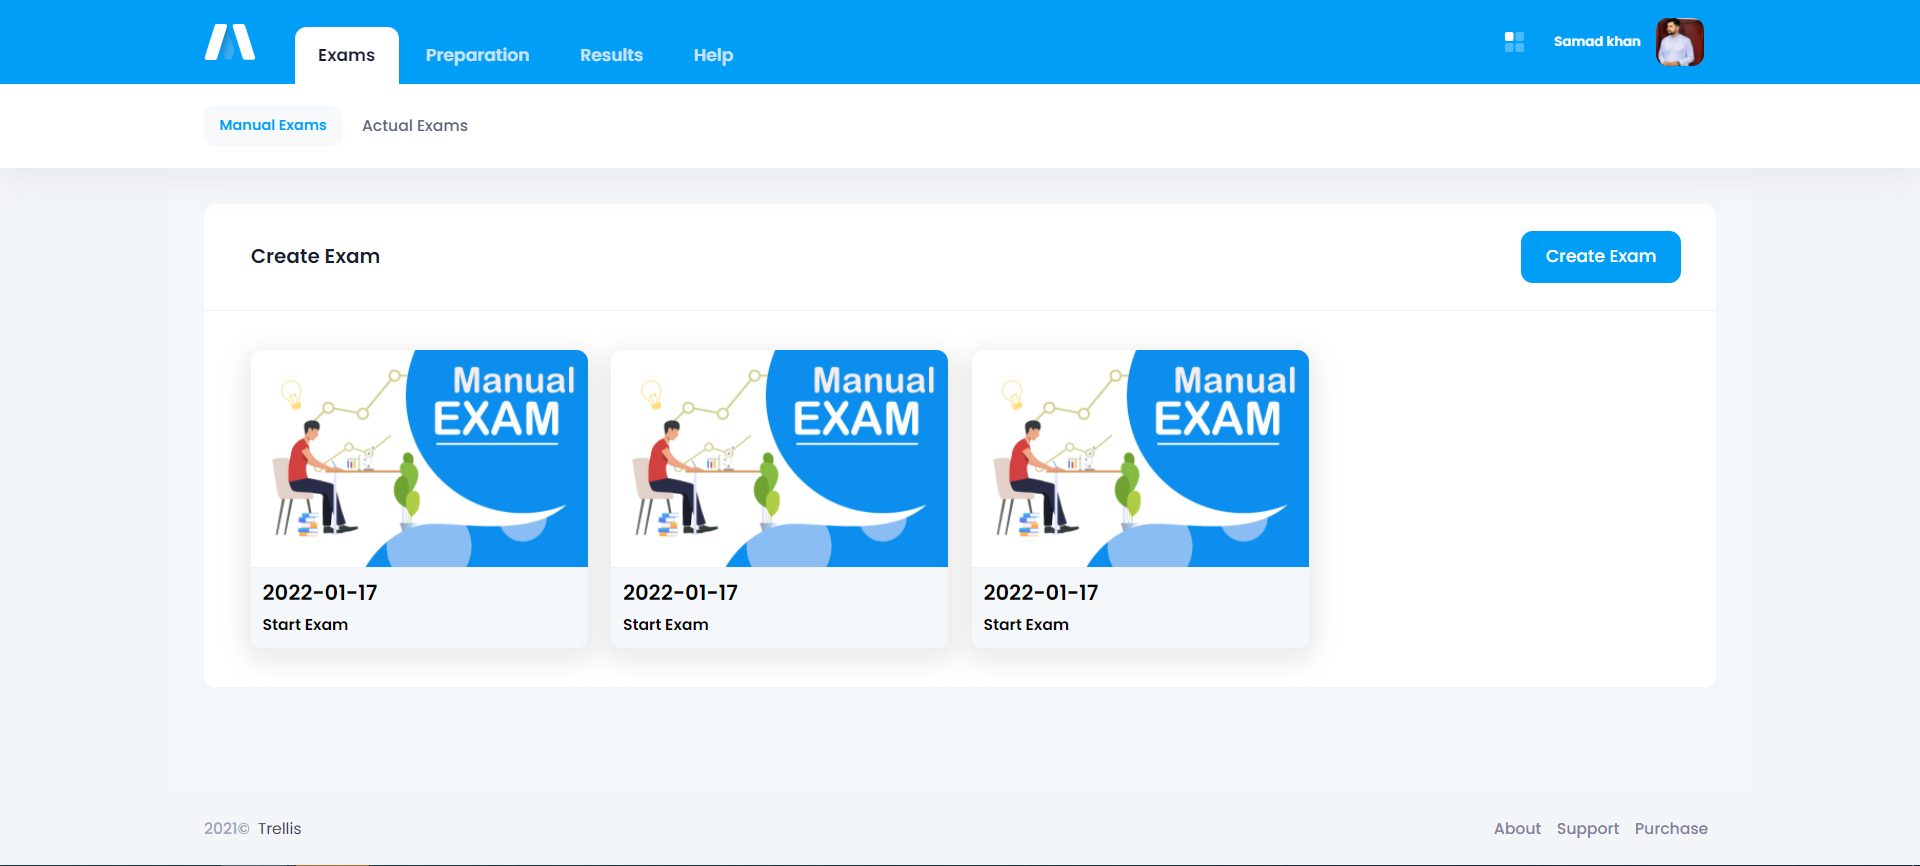 Exams Preparation Results Help Samad khan
Manual Exams Actual Exams
Create Exam Create Exam
Manual
EXAM
Manual
EXAM
Manual
EXAM
2022-01-17 2022-01-17 2022-01-17
Start Exam Start Exam Start Exam
2021© Trellis About Support Purchase